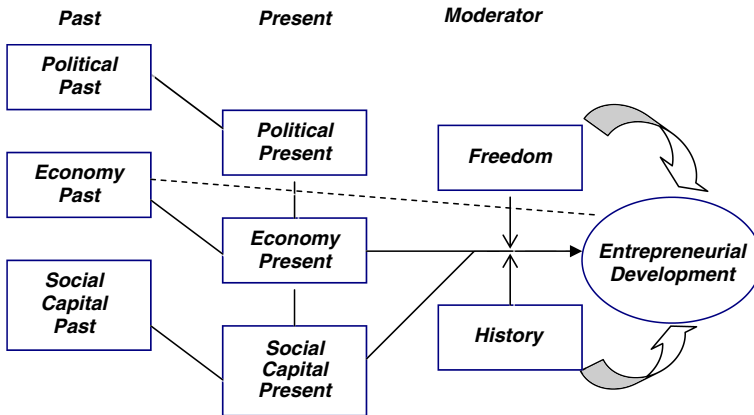 Past
Present
Moderator
Political
Past
Political
Present
Freedom
Economy
Past
Economy
Present
Entrepreneurial
Development
Social
Capital
Past
Social
Capital
Present
History